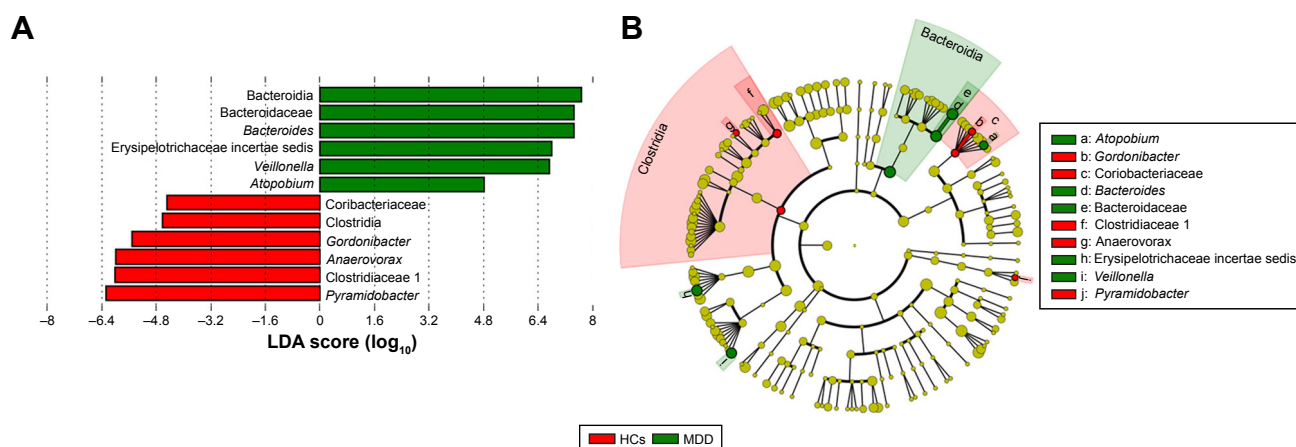 A
Bacteroidia
Bacteroidaceae
Bacteroides
Erysipelotrichaceae incertae sedis
Veillonella
Atopobium
Coribacteriaceae
Clostridia
Gordonibacter
Anaerovorax
Clostridiaceae 1
Pyramidobacter
–8 –6.4 –4.8 –3.2 –1.6 0 1.6 3.2 4.8 6.4 8
LDA score (log10)
B
Clostridia
Bacteroidia
f
g
e
d
c
b
a
a: Atopobium
b: Gordonibacter
c: Coriobacteriaceae
d: Bacteroides
e: Bacteroidaceae
f: Clostridiaceae 1
g: Anaerovorax
h: Erysipelotrichaceae incertae sedis
i: Veillonella
j: Pyramidobacter
HCs MDD